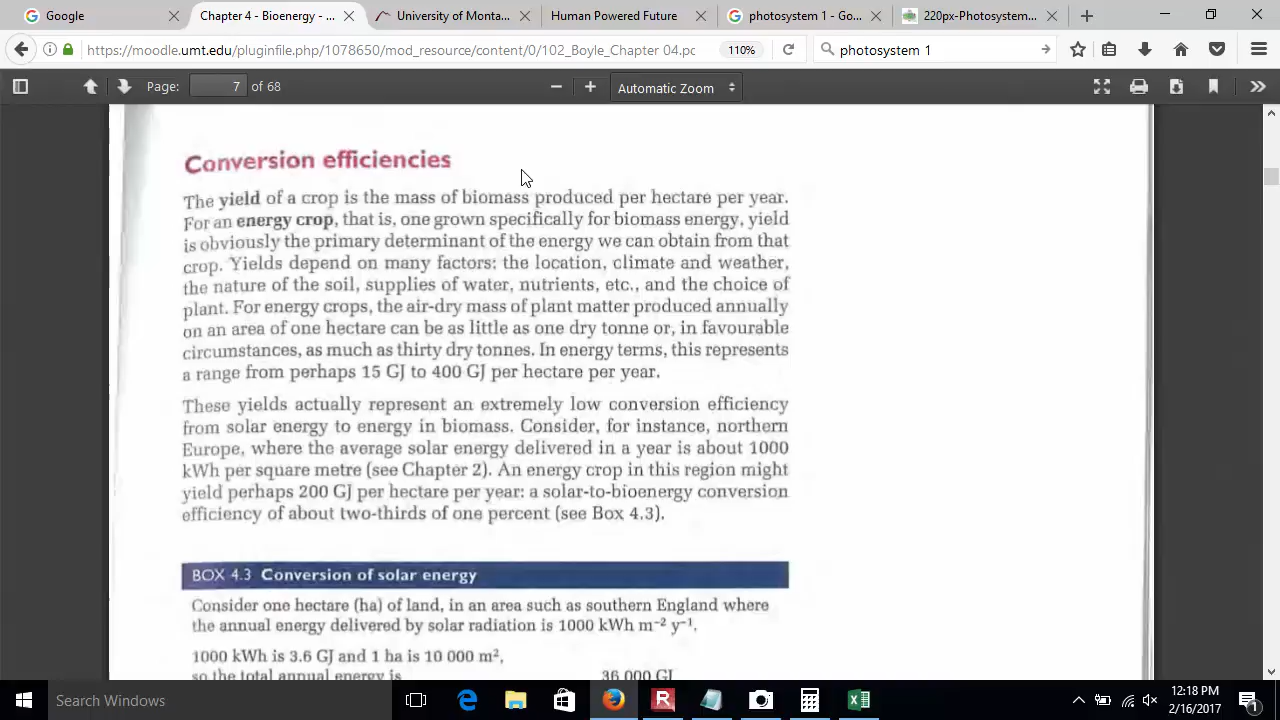 Google
Chapter 4 - Bioenergy - ...
University of Monta...
Human Powered Future
photosystem 1 - Go...
220px-Photosystem...
https://moodle.umt.edu/pluginfile.php/1078650/mod_resource/content/0/102_Boyle_Chapter 04.pc
110%
photosystem 1
Page: 7 of 68
Automatic Zoom
Conversion efficiencies
The yield of a crop is the mass of biomass produced per hectare per year.
For an energy crop, that is, one grown specifically for biomass energy, yield
is obviously the primary determinant of the energy we can obtain from that
crop. Yields depend on many factors: the location, climate and weather,
the nature of the soil, supplies of water, nutrients, etc., and the choice of
plant. For energy crops, the air-dry mass of plant matter produced annually
on an area of one hectare can be as little as one dry tonne or, in favourable
circumstances, as much as thirty dry tonnes. In energy terms, this represents
a range from perhaps 15 GJ to 400 GJ per hectare per year.
These yields actually represent an extremely low conversion efficiency
from solar energy to energy in biomass. Consider, for instance, northern
Europe, where the average solar energy delivered in a year is about 1000
kWh per square metre (see Chapter 2). An energy crop in this region might
yield perhaps 200 GJ per hectare per year: a solar-to-bioenergy conversion
efficiency of about two-thirds of one percent (see Box 4.3).
BOX 4.3 Conversion of solar energy
Consider one hectare (ha) of land, in an area such as southern England where
the annual energy delivered by solar radiation is 1000 kWh m⁻² y⁻¹.
1000 kWh is 3.6 GJ and 1 ha is 10 000 m²,
so the total annual energy is 36 000 GJ
Search Windows
12:18 PM
2/16/2017
1